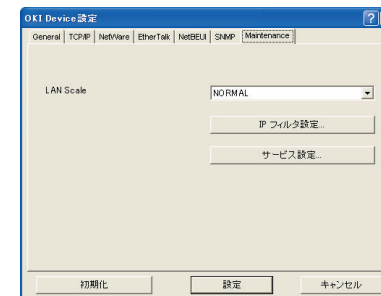 OKI Device設定
General TCP/IP NetWare EtherTalk NetBEUI SNMP Maintenance
LAN Scale NORMAL
IP フィルタ設定...
サービス設定...
初期化 設定 キャンセル